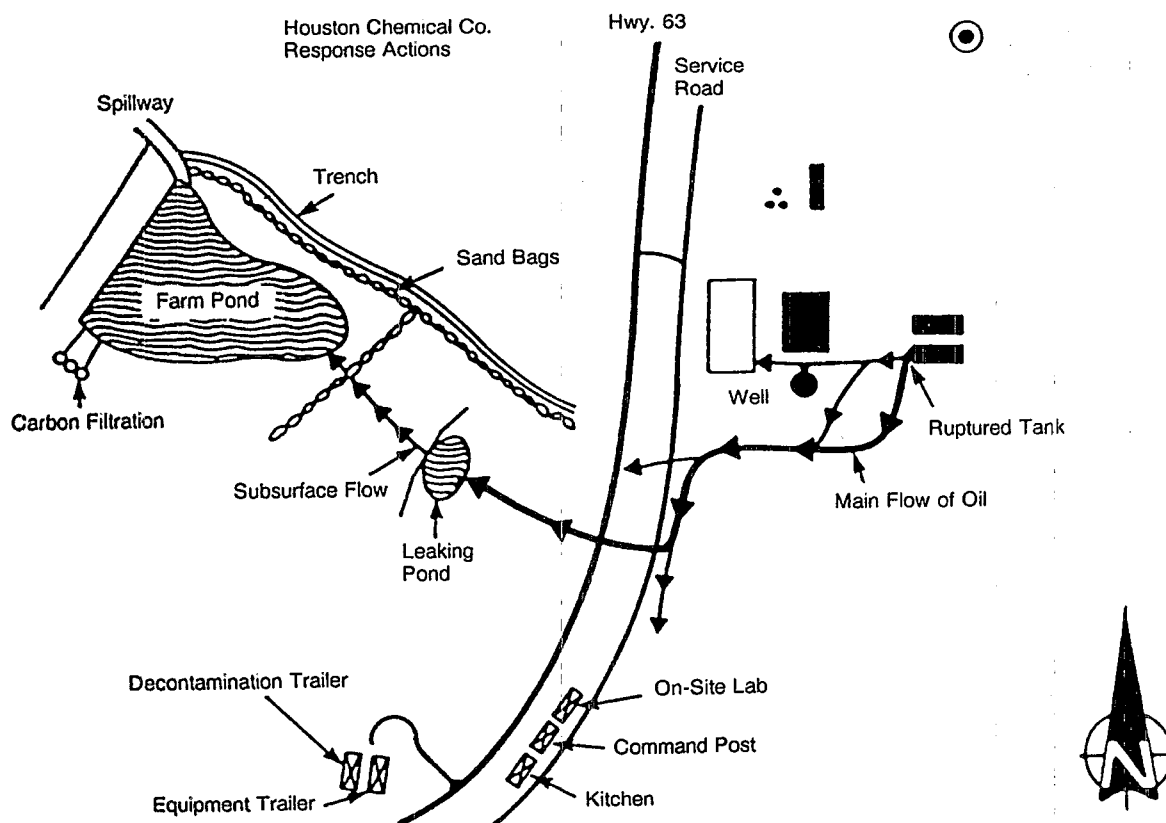 Houston Chemical Co.
Response Actions
Hwy. 63
Service
Road
Spillway
Trench
Sand Bags
Farm Pond
Carbon Filtration
Well
Ruptured Tank
Main Flow of Oil
Subsurface Flow
Leaking
Pond
Decontamination Trailer
On-Site Lab
Command Post
Equipment Trailer
Kitchen
N